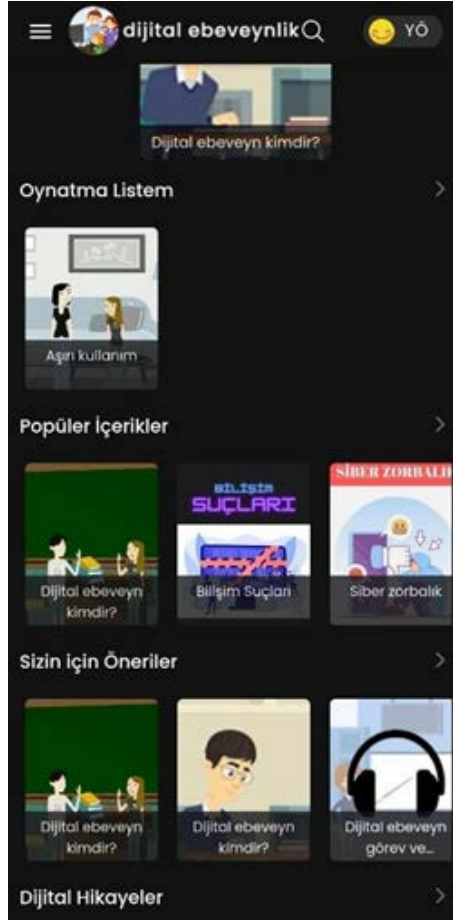 dijital ebeveynlik
YÖ
Dijital ebeveyn kimdir?
Oynatma Listem
Aşırı kullanım
Popüler İçerikler
BİLİŞİM
SUÇLARI
SİBER ZORBALI
Dijital ebeveyn
kimdir?
Bilişim Suçları
Siber zorbalık
Sizin için Öneriler
Dijital ebeveyn
kimdir?
Dijital ebeveyn
kimdir?
Dijital ebeveyn
görev ve...
Dijital Hikayeler